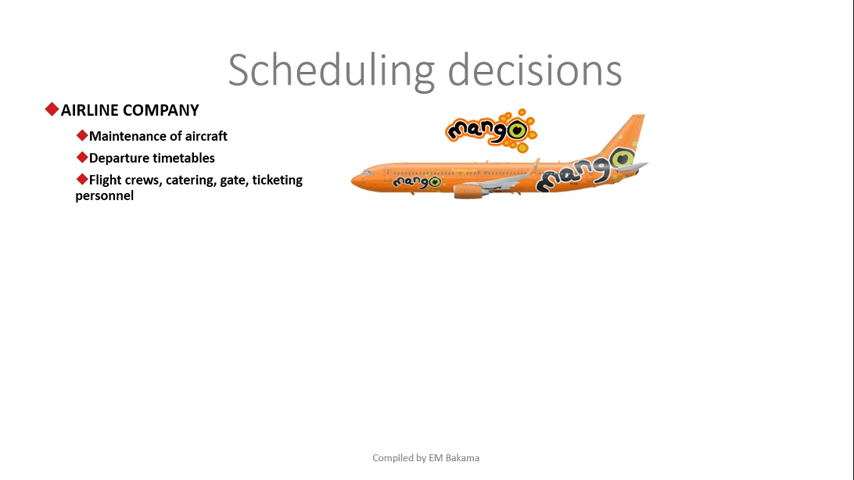 Scheduling decisions
AIRLINE COMPANY
Maintenance of aircraft
Departure timetables
Flight crews, catering, gate, ticketing
personnel
mango
mango
mango
Compiled by EM Bakama